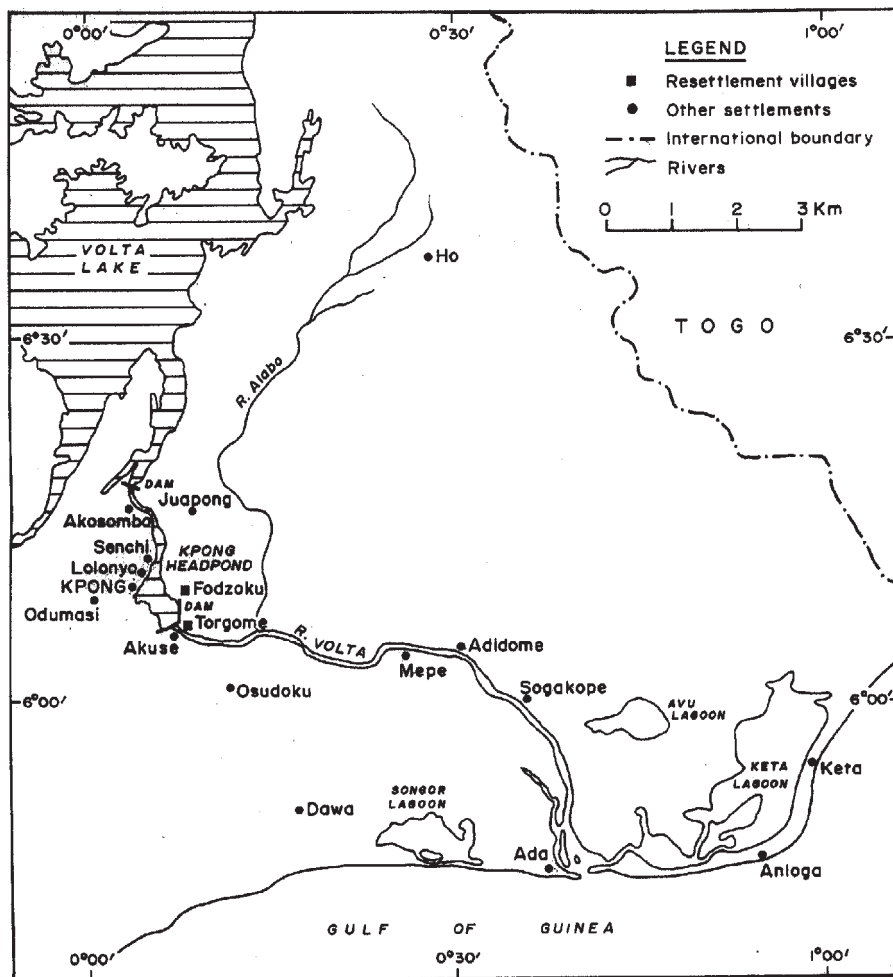 0°00'
0°30'
1°00'
LEGEND
Resettlement villages
Other settlements
International boundary
Rivers
0 1 2 3 Km
VOLTA
LAKE
Ho
TOGO
6°30'
6°30'
R. Alabo
DAM
Juapong
Akosombo
Senchi
KPONG
HEADPOND
Lolonyo
KPONG
Fodzoku
Odumasi
DAM
Torgome
Akuse
R. VOLTA
Adidome
Mepe
Osudoku
Sogakope
6°00'
6°00'
AVU
LAGOON
Keta
KETA
LAGOON
SONGOR
LAGOON
Dawa
Ada
Anloga
GULF OF GUINEA
0°00'
0°30'
1°00'